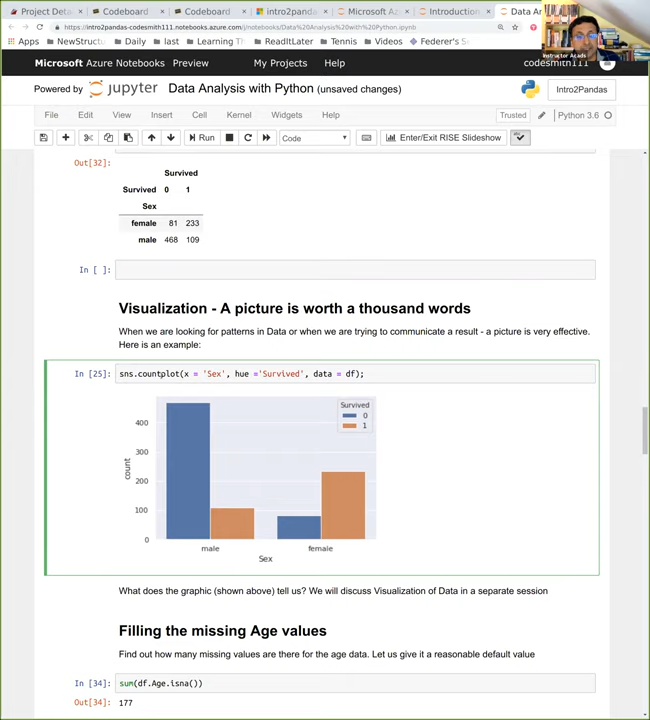 Project Deta
Codeboard
Codeboard
intro2panda
Microsoft Az
Introduction
Data An
https://intro2pandas-codesmith111.notebooks.azure.com/j/notebooks/Data%20Analysis%20with%20Python.ipynb
Apps
NewStructu
Daily
last
Learning TH
ReadItLater
Tennis
Videos
Federer's S
Instructor Acads
Microsoft Azure Notebooks
Preview
My Projects
Help
codesmith111
Powered by
jupyter
Data Analysis with Python (unsaved changes)
Intro2Pandas
File
Edit
View
Insert
Cell
Kernel
Widgets
Help
Trusted
Python 3.6
Run
Code
Enter/Exit RISE Slideshow
Out[32]:
Survived
Survived 0 1
Sex
female 81 233
male 468 109
In [ ]:
Visualization - A picture is worth a thousand words
When we are looking for patterns in Data or when we are trying to communicate a result - a picture is very effective.
Here is an example:
In [25]:
sns.countplot(x = 'Sex', hue ='Survived', data = df);
Survived
0
1
400
300
200
100
0
count
male
female
Sex
What does the graphic (shown above) tell us? We will discuss Visualization of Data in a separate session
Filling the missing Age values
Find out how many missing values are there for the age data. Let us give it a reasonable default value
In [34]:
sum(df.Age.isna())
Out[34]:
177